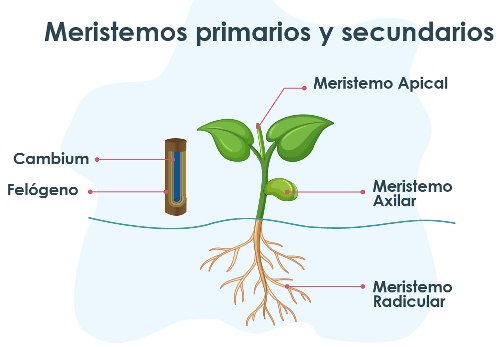 Meristemos primarios y secundarios
Meristemo Apical
Cambium
Felógeno
Meristemo
Axilar
Meristemo
Radicular